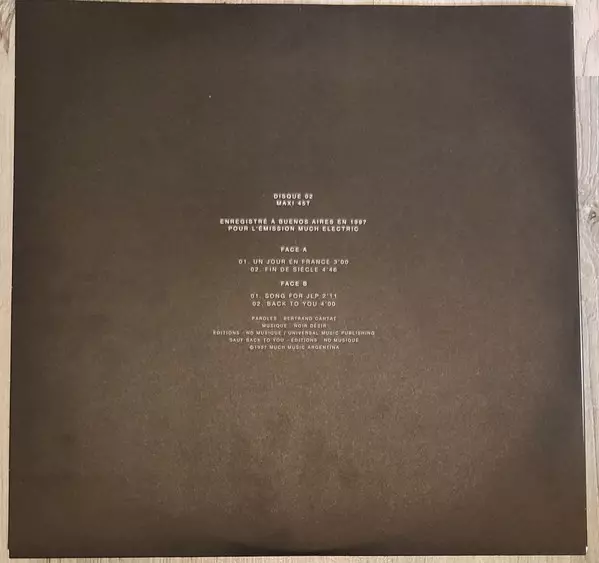 DISQUE 02
MAXI 45T
ENREGISTRÉ À BUENOS AIRES EN 1997
POUR L'ÉMISSION MUCH ELECTRIC
FACE A
01. UN JOUR EN FRANCE 3'00
02. FIN DE SIÈCLE 4'46
FACE B
01. SONG FOR JLP 2'11
02. BACK TO YOU 4'00
PAROLES : BERTRAND CANTAT
MUSIQUE : NOIR DÉSIR
ÉDITIONS : ND MUSIQUE / UNIVERSAL MUSIC PUBLISHING
SAUF BACK TO YOU - ÉDITIONS : ND MUSIQUE
©1997 MUCH MUSIC ARGENTINA